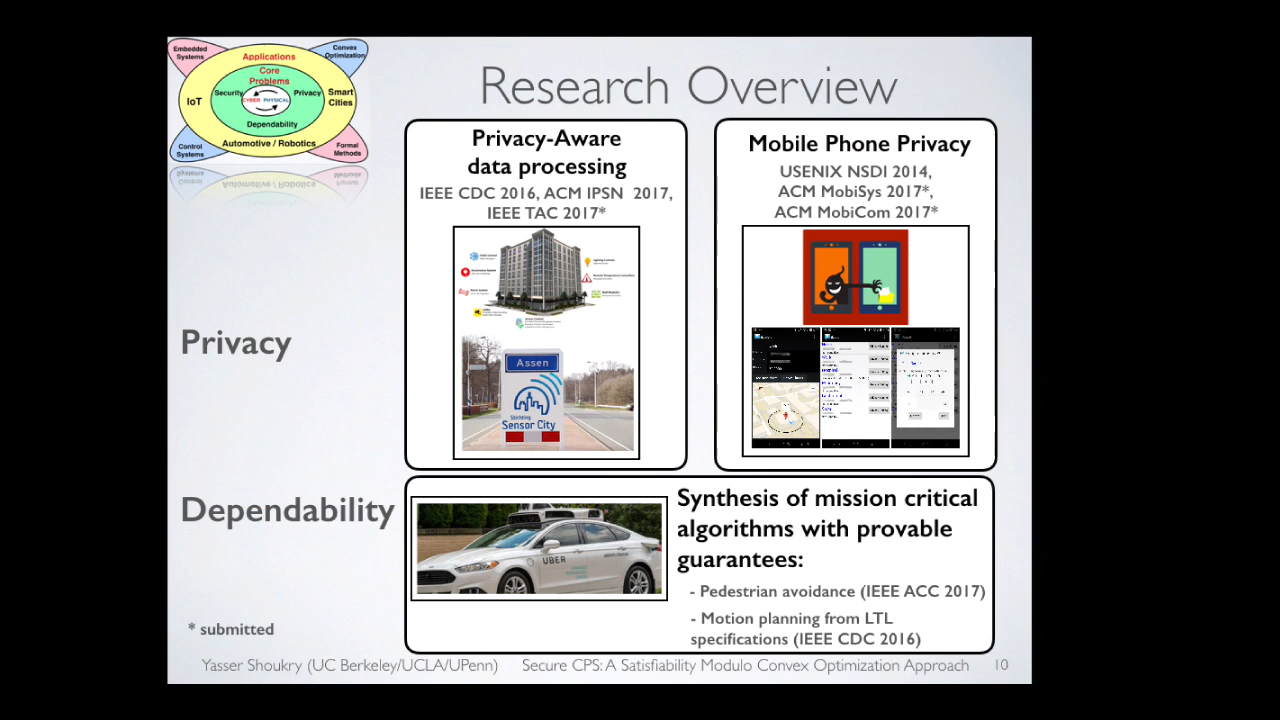 Embedded
Systems
Convex
Optimization
Applications
Core
Problems
IoT
Security
CYBER PHYSICAL
Privacy
Smart
Cities
Dependability
Control
Systems
Automotive / Robotics
Formal
Methods
Research Overview
Privacy-Aware
data processing
IEEE CDC 2016, ACM IPSN 2017,
IEEE TAC 2017*
Mobile Phone Privacy
USENIX NSDI 2014,
ACM MobiSys 2017*,
ACM MobiCom 2017*
Privacy
Assen
Stichting
Sensor City
Dependability
UBER
Synthesis of mission critical
algorithms with provable
guarantees:
- Pedestrian avoidance (IEEE ACC 2017)
- Motion planning from LTL
specifications (IEEE CDC 2016)
* submitted
Yasser Shoukry (UC Berkeley/UCLA/UPenn)
Secure CPS: A Satisfiability Modulo Convex Optimization Approach
10